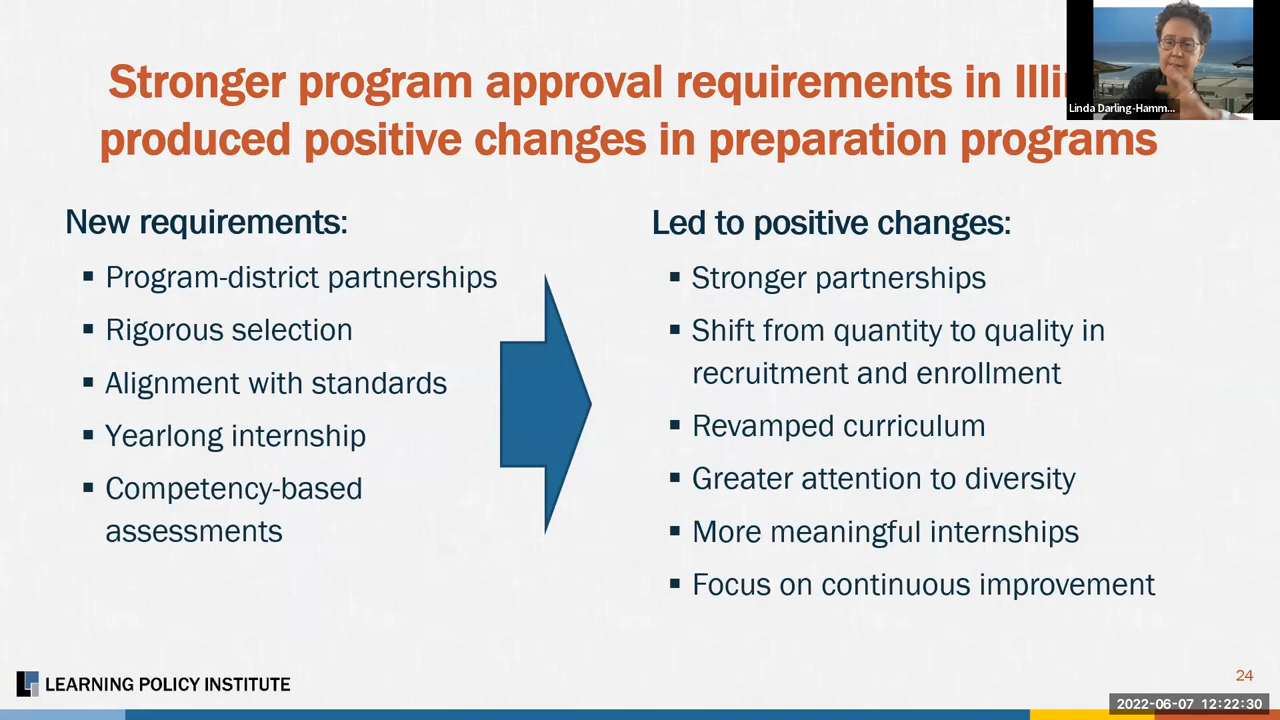 Stronger program approval requirements in
produced positive changes in preparation programs
Linda Darling-Hamm...
New requirements:
▪ Program-district partnerships
▪ Rigorous selection
▪ Alignment with standards
▪ Yearlong internship
▪ Competency-based
assessments
Led to positive changes:
▪ Stronger partnerships
▪ Shift from quantity to quality in
recruitment and enrollment
▪ Revamped curriculum
▪ Greater attention to diversity
▪ More meaningful internships
▪ Focus on continuous improvement
LEARNING POLICY INSTITUTE
24
2022-06-07 12:22:30